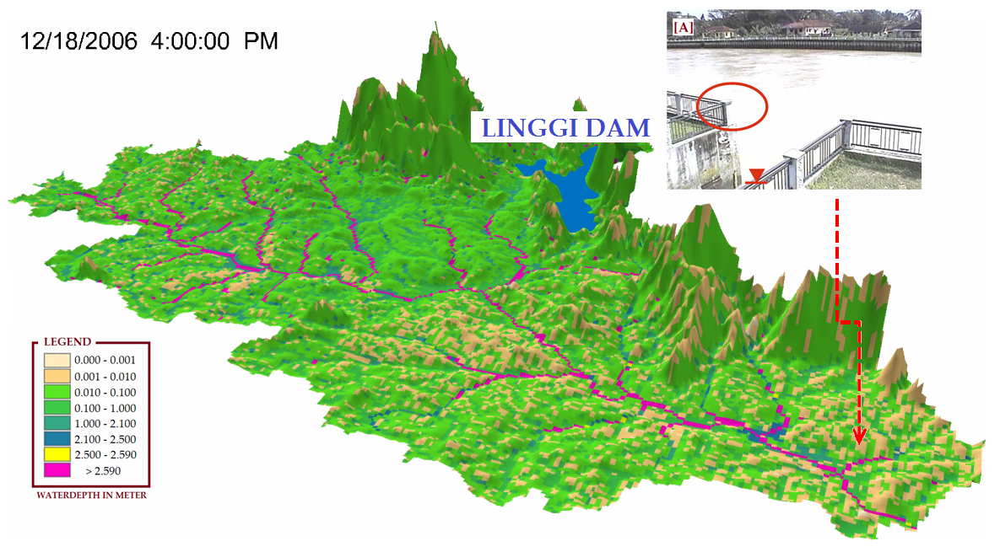 12/18/2006 4:00:00 PM
[A]
LINGGI DAM
LEGEND
0.000 - 0.001
0.001 - 0.010
0.010 - 0.100
0.100 - 1.000
1.000 - 2.100
2.100 - 2.500
2.500 - 2.590
> 2.590
WATERDEPTH IN METER